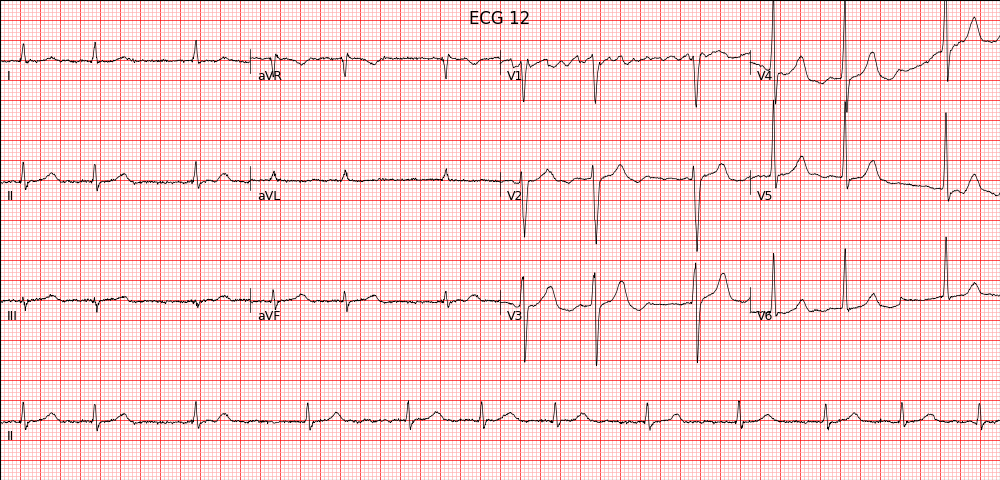 ECG 12
I aVR V1 V4
II aVL V2 V5
III aVF V3 V6
II